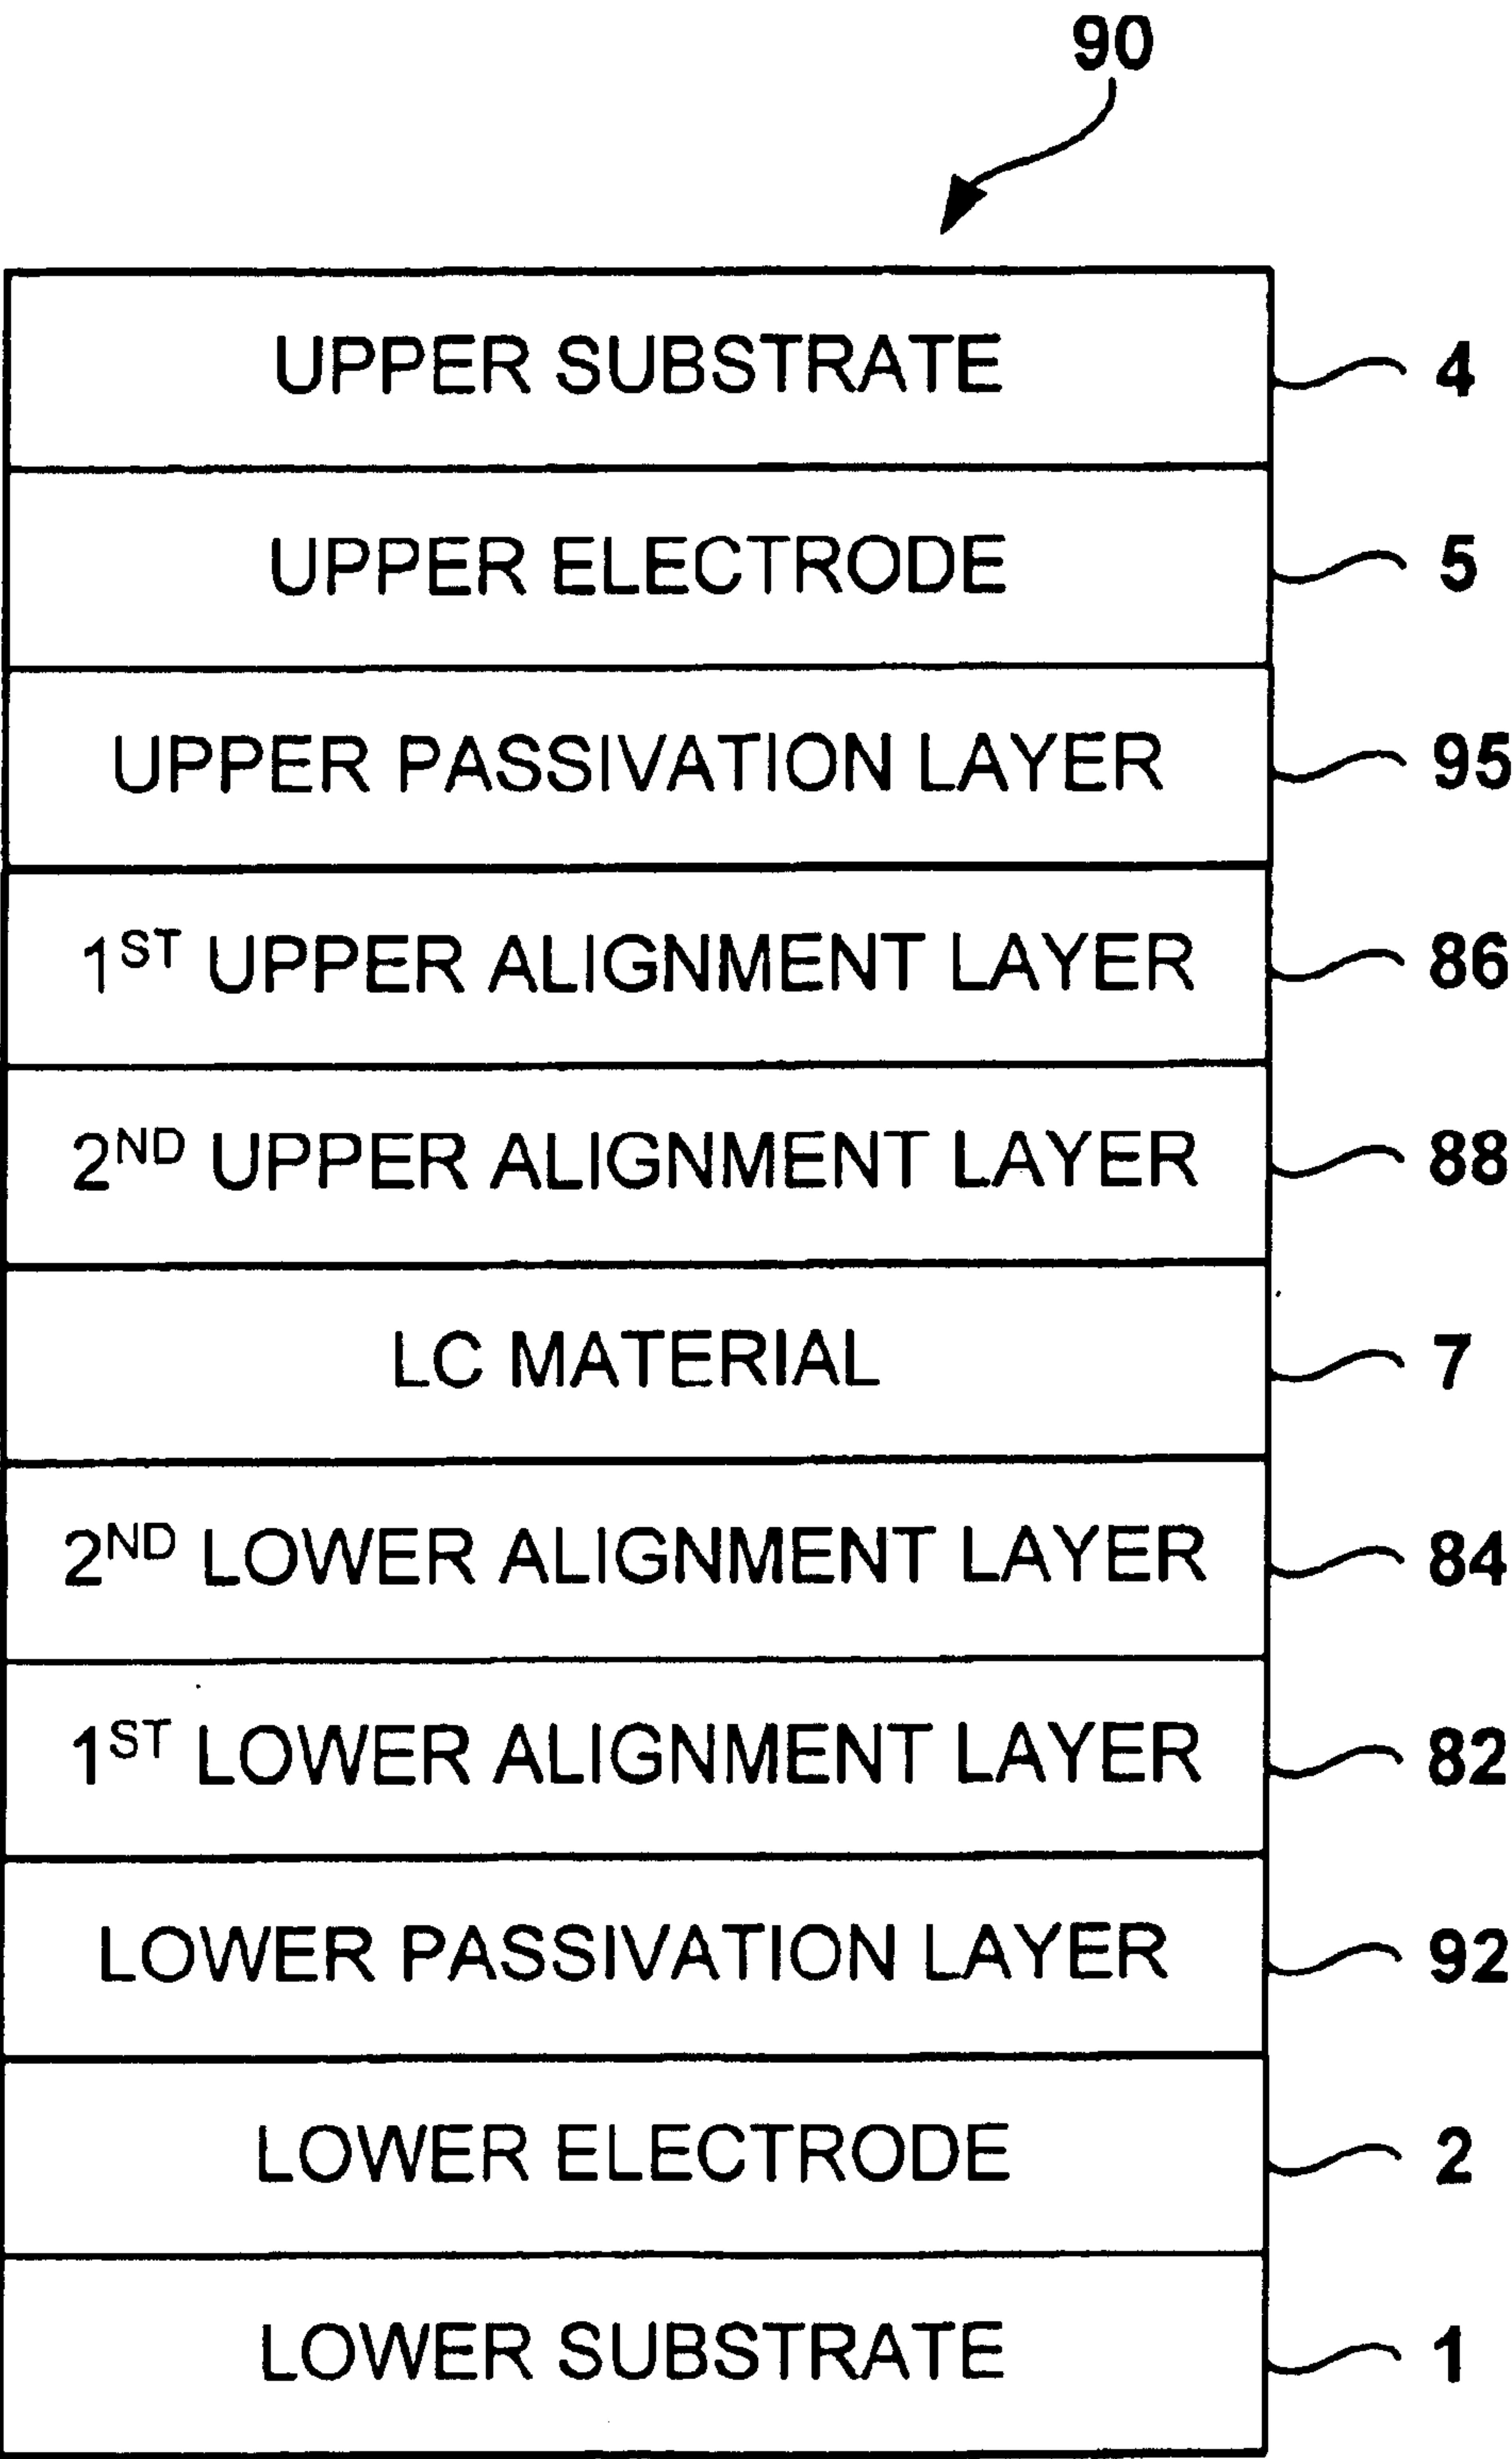 90
UPPER SUBSTRATE 4
UPPER ELECTRODE 5
UPPER PASSIVATION LAYER 95
1ST UPPER ALIGNMENT LAYER 86
2ND UPPER ALIGNMENT LAYER 88
LC MATERIAL 7
2ND LOWER ALIGNMENT LAYER 84
1ST LOWER ALIGNMENT LAYER 82
LOWER PASSIVATION LAYER 92
LOWER ELECTRODE 2
LOWER SUBSTRATE 1